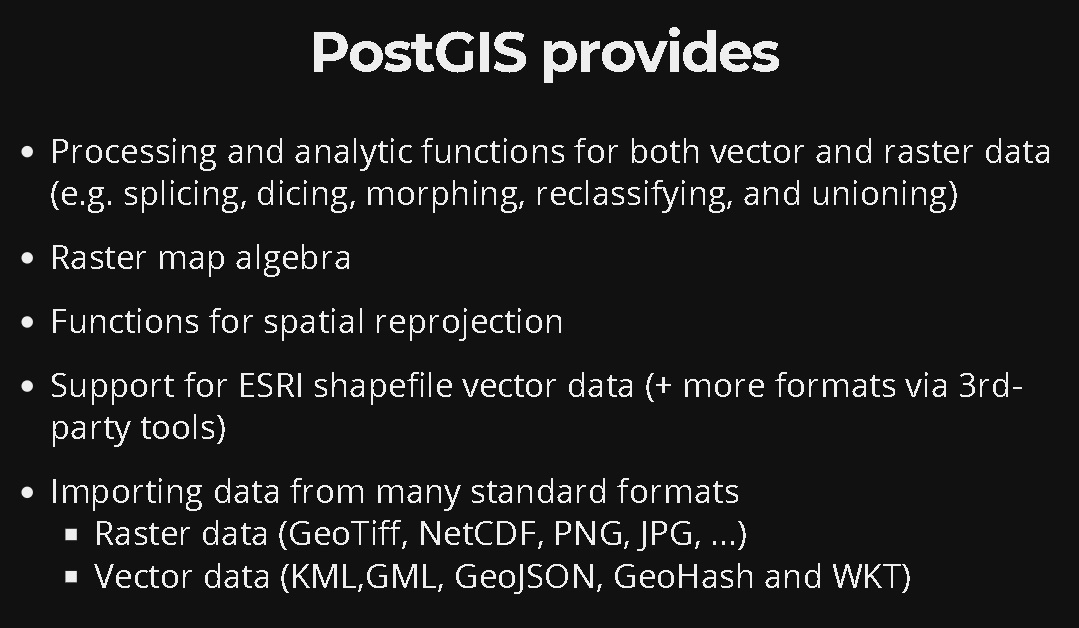 PostGIS provides
• Processing and analytic functions for both vector and raster data
(e.g. splicing, dicing, morphing, reclassifying, and unioning)
• Raster map algebra
• Functions for spatial reprojection
• Support for ESRI shapefile vector data (+ more formats via 3rd-
party tools)
• Importing data from many standard formats
▪ Raster data (GeoTiff, NetCDF, PNG, JPG, ...)
▪ Vector data (KML,GML, GeoJSON, GeoHash and WKT)